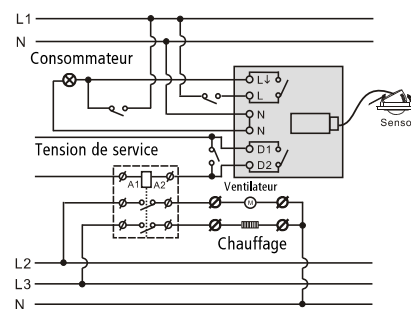 L1
N
Consommateur
L↓
L
N
N
Senso
Tension de service
D1
D2
A1 A2
Ventilateur
M
Chauffage
L2
L3
N